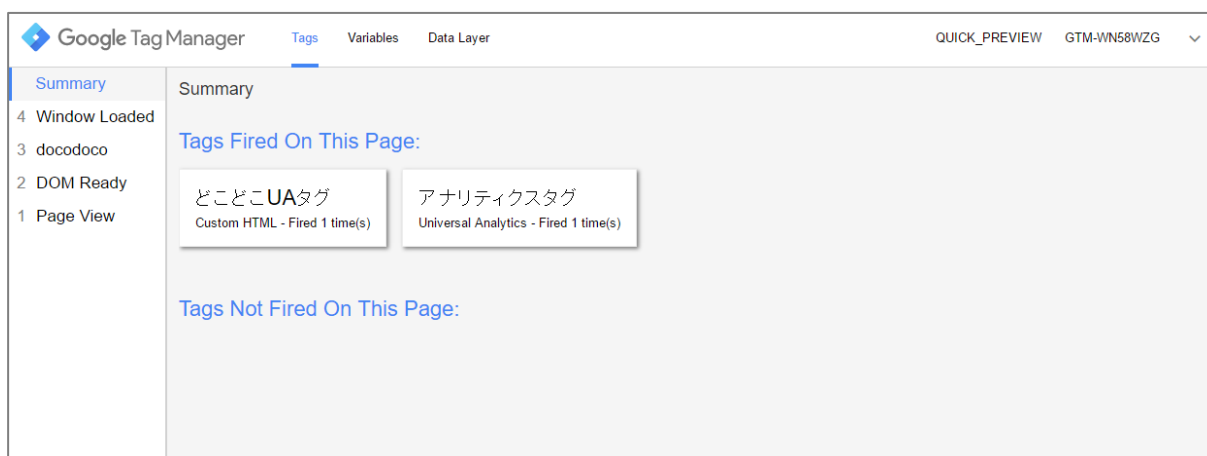 Google Tag Manager Tags Variables Data Layer QUICK_PREVIEW GTM-WN58WZG
Summary
4 Window Loaded
3 docodoco
2 DOM Ready
1 Page View
Summary
Tags Fired On This Page:
どこどこUAタグ
Custom HTML - Fired 1 time(s)
アナリティクスタグ
Universal Analytics - Fired 1 time(s)
Tags Not Fired On This Page: